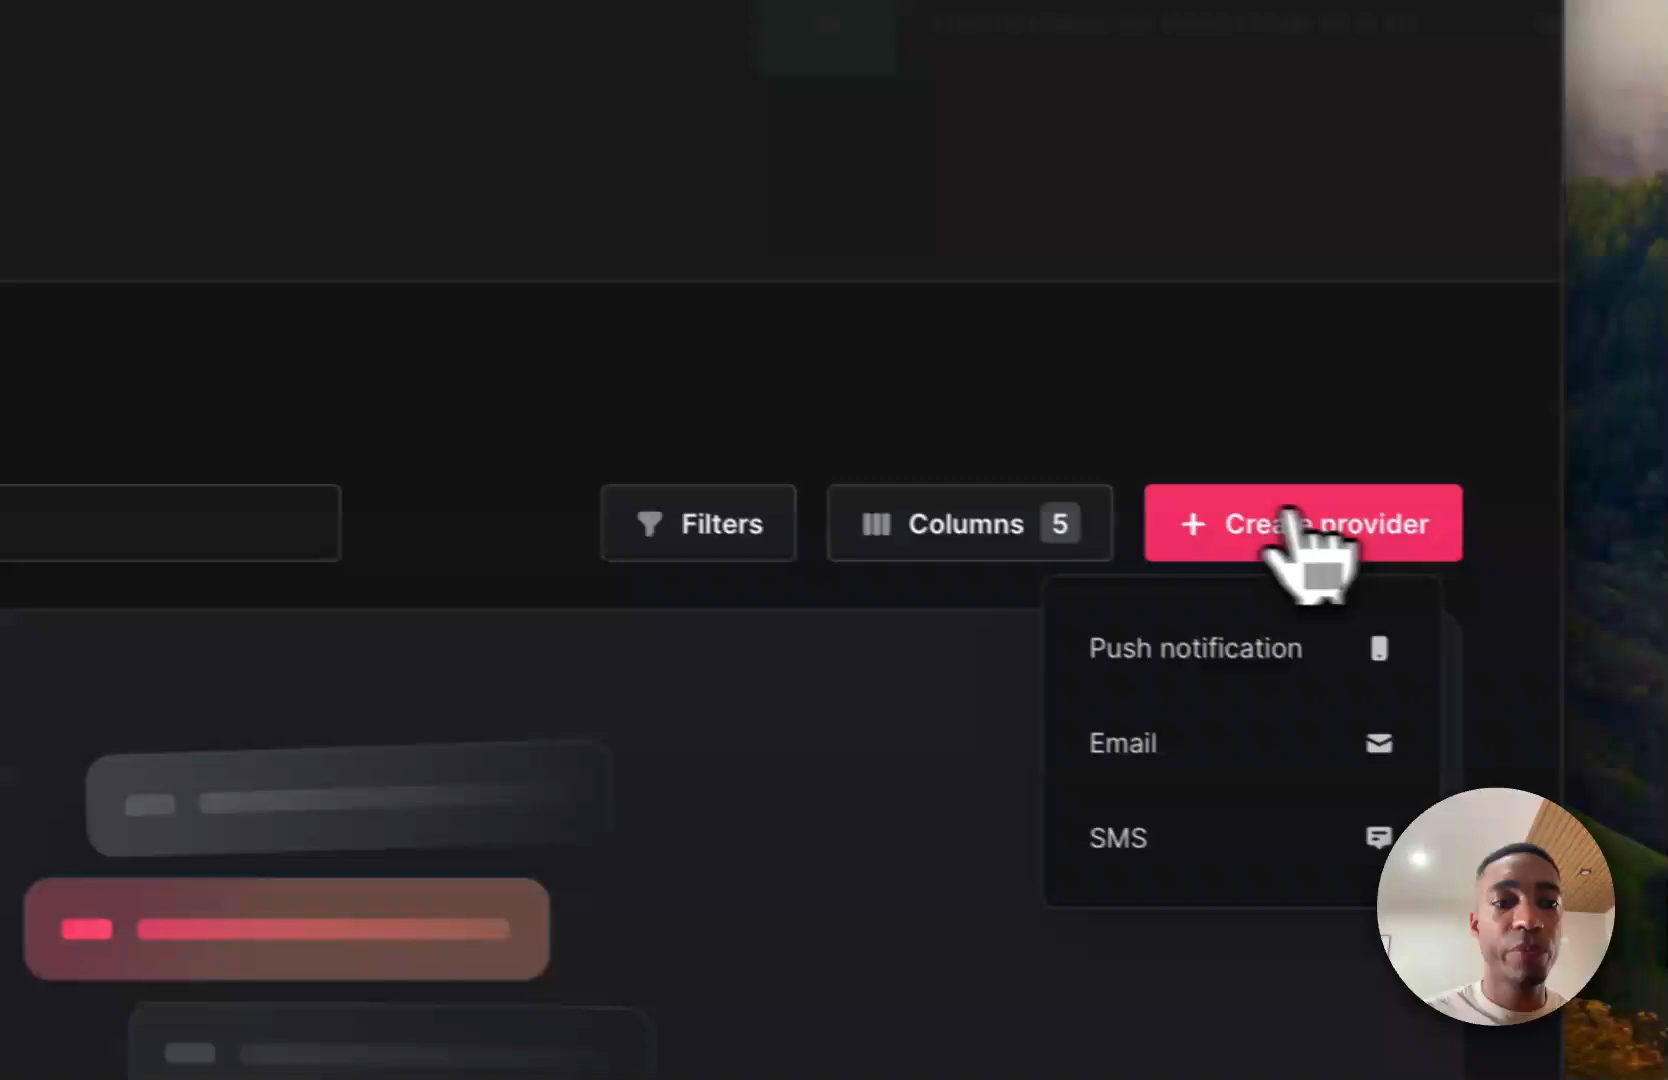 Filters
Columns 5
Create provider
Push notification
Email
SMS